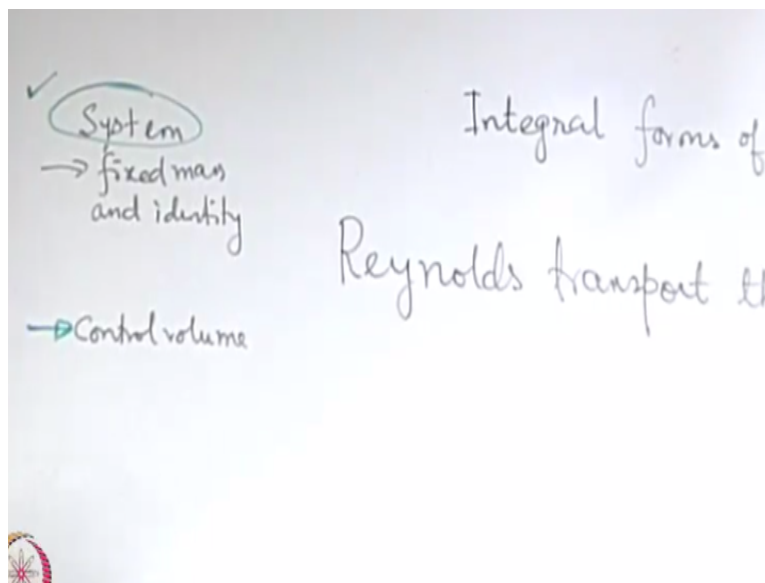 ✓ System
→ fixed mass
and identity
→ Control volume
Integral forms of
Reynolds transport th